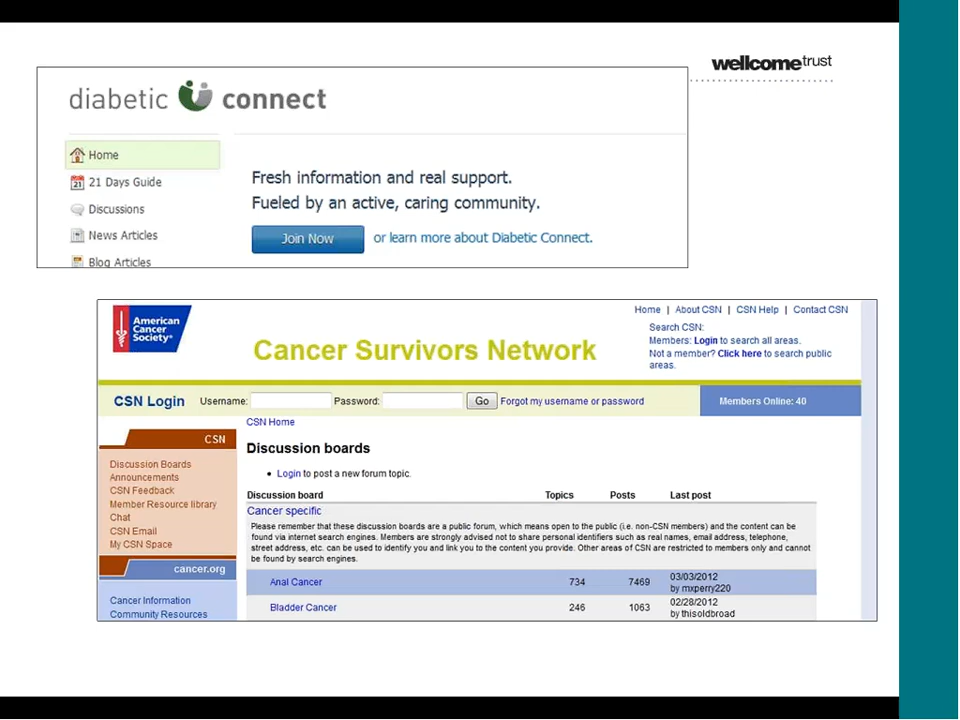 wellcometrust
diabetic connect
Home
21 Days Guide
Discussions
News Articles
Blog Articles
Fresh information and real support.
Fueled by an active, caring community.
Join Now or learn more about Diabetic Connect.
American
Cancer
Society®
Cancer Survivors Network
Home | About CSN | CSN Help | Contact CSN
Search CSN:
Members: Login to search all areas.
Not a member? Click here to search public
areas.
CSN Login Username: Password: Go Forgot my username or password
Members Online: 40
CSN
Discussion Boards
Announcements
CSN Feedback
Member Resource library
Chat
CSN Email
My CSN Space
cancer.org
Cancer Information
Community Resources
CSN Home
Discussion boards
• Login to post a new forum topic.
Discussion board Topics Posts Last post
Cancer specific
Please remember that these discussion boards are a public forum, which means open to the public (i.e. non-CSN members) and the content can be
found via internet search engines. Members are strongly advised not to share personal identifiers such as real names, email address, telephone,
street address, etc. can be used to identify you and link you to the content you provide. Other areas of CSN are restricted to members only and cannot
be found by search engines.
Anal Cancer 734 7469 03/03/2012
by mxperry220
Bladder Cancer 246 1063 02/28/2012
by thisoldbroad